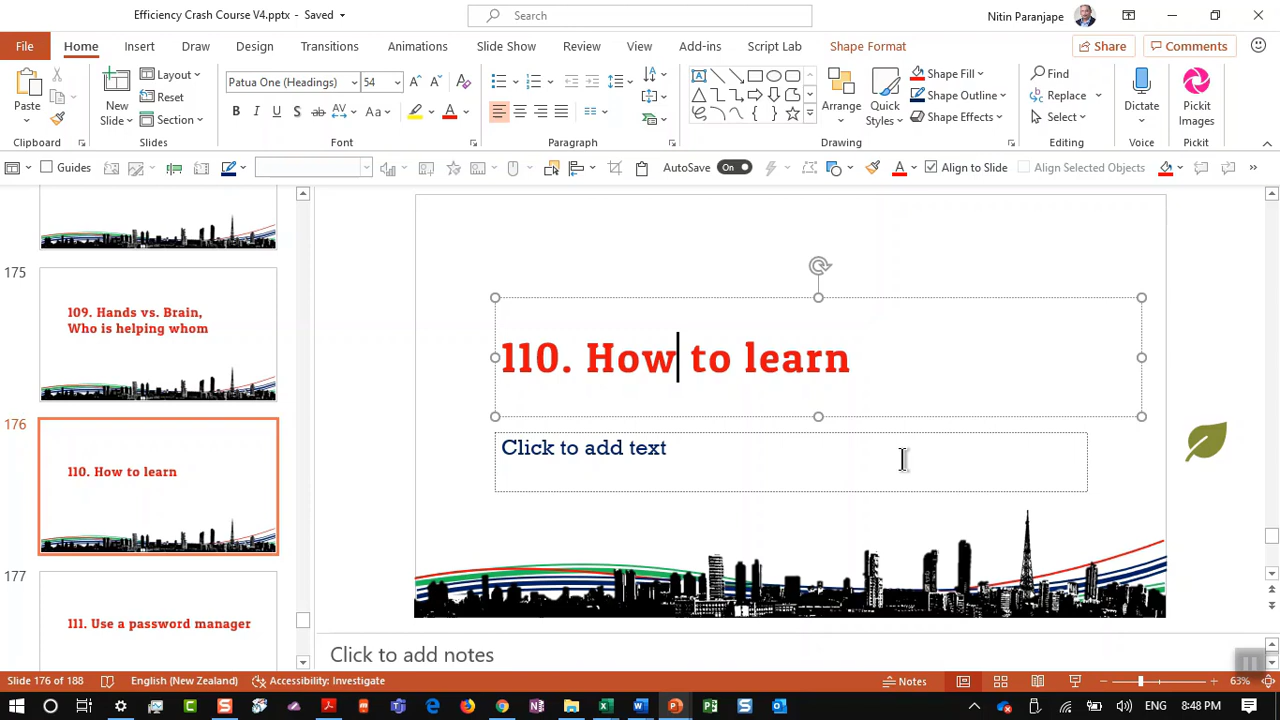 Efficiency Crash Course V4.pptx - Saved
Search
Nitin Paranjape
File Home Insert Draw Design Transitions Animations Slide Show Review View Add-ins Script Lab Shape Format Share Comments
Paste
Clipboard
New Slide
Layout
Reset
Section
Slides
Patua One (Headings) 54
B I U S ab AV Aa A
Font
Paragraph
Arrange
Quick Styles
Shape Fill
Shape Outline
Shape Effects
Drawing
Find
Replace
Select
Editing
Dictate
Voice
Pickit Images
Pickit
Guides
AutoSave On
Align to Slide
Align Selected Objects
175
109. Hands vs. Brain,
Who is helping whom
176
110. How to learn
177
111. Use a password manager
110. How to learn
Click to add text
Click to add notes
Slide 176 of 188 English (New Zealand) Accessibility: Investigate Notes 63%
ENG 8:48 PM